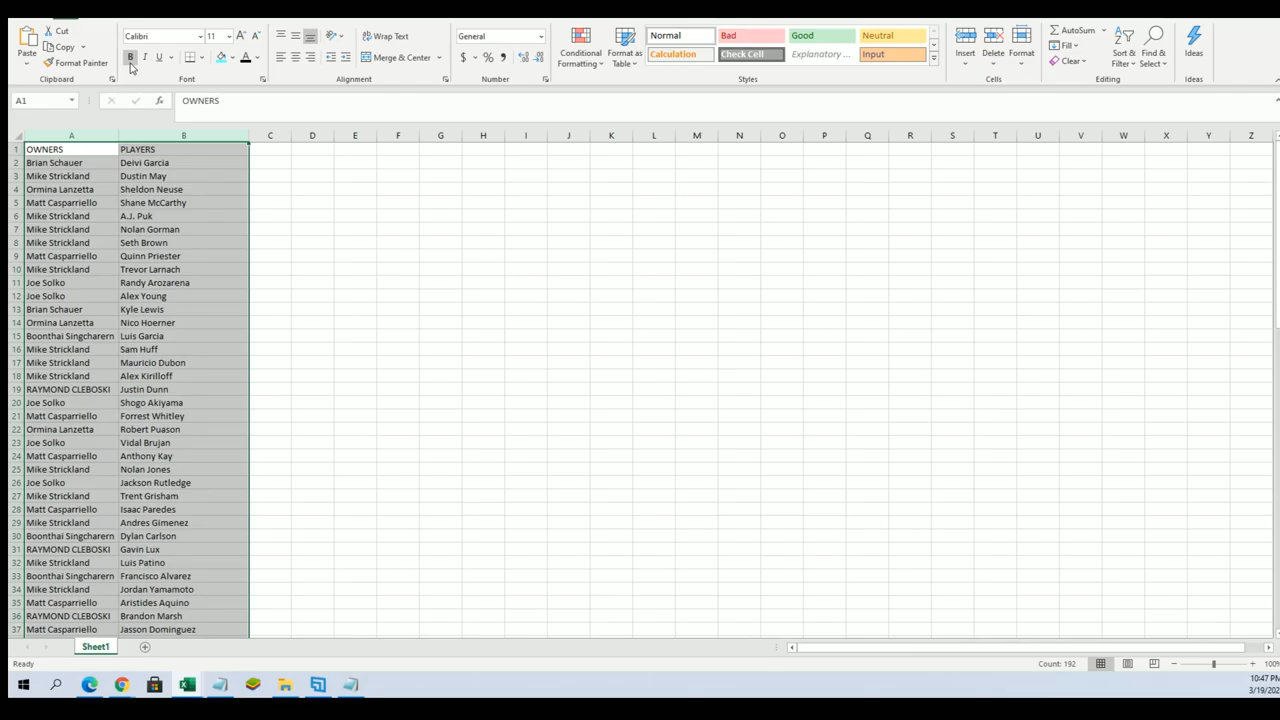 Cut
Copy
Paste
Format Painter
Clipboard
Calibri 11
B I U
Font
Wrap Text
Merge & Center
Alignment
General
$ % ,
Number
Conditional Formatting
Format as Table
Normal Bad Good Neutral
Calculation Check Cell Explanatory ... Input
Styles
Insert Delete Format
Cells
AutoSum
Fill
Clear
Sort & Filter
Find & Select
Editing
Ideas
Ideas
A1 fx OWNERS
A B C D E F G H I J K L M N O P Q R S T U V W X Y Z
1 OWNERS PLAYERS
2 Brian Schauer Deivi Garcia
3 Mike Strickland Dustin May
4 Ormina Lanzetta Sheldon Neuse
5 Matt Casparriello Shane McCarthy
6 Mike Strickland A.J. Puk
7 Mike Strickland Nolan Gorman
8 Mike Strickland Seth Brown
9 Matt Casparriello Quinn Priester
10 Mike Strickland Trevor Larnach
11 Joe Solko Randy Arozarena
12 Joe Solko Alex Young
13 Brian Schauer Kyle Lewis
14 Ormina Lanzetta Nico Hoerner
15 Boonthai Singcharern Luis Garcia
16 Mike Strickland Sam Huff
17 Mike Strickland Mauricio Dubon
18 Mike Strickland Alex Kirilloff
19 RAYMOND CLEBOSKI Justin Dunn
20 Joe Solko Shogo Akiyama
21 Matt Casparriello Forrest Whitley
22 Ormina Lanzetta Robert Puason
23 Joe Solko Vidal Brujan
24 Matt Casparriello Anthony Kay
25 Mike Strickland Nolan Jones
26 Joe Solko Jackson Rutledge
27 Mike Strickland Trent Grisham
28 Matt Casparriello Isaac Paredes
29 Mike Strickland Andres Gimenez
30 Boonthai Singcharern Dylan Carlson
31 RAYMOND CLEBOSKI Gavin Lux
32 Mike Strickland Luis Patino
33 Boonthai Singcharern Francisco Alvarez
34 Mike Strickland Jordan Yamamoto
35 Matt Casparriello Aristides Aquino
36 RAYMOND CLEBOSKI Brandon Marsh
37 Matt Casparriello Jasson Dominguez
Sheet1
Ready Count: 192 100%
10:47 PM
3/19/202